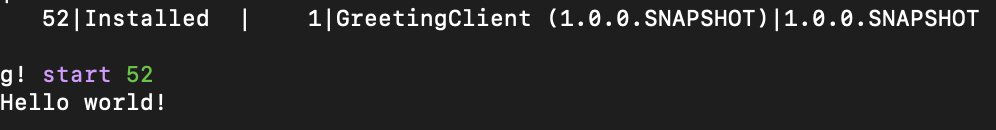 52|Installed  |    1|GreetingClient (1.0.0.SNAPSHOT)|1.0.0.SNAPSHOT
g! start 52
Hello world!